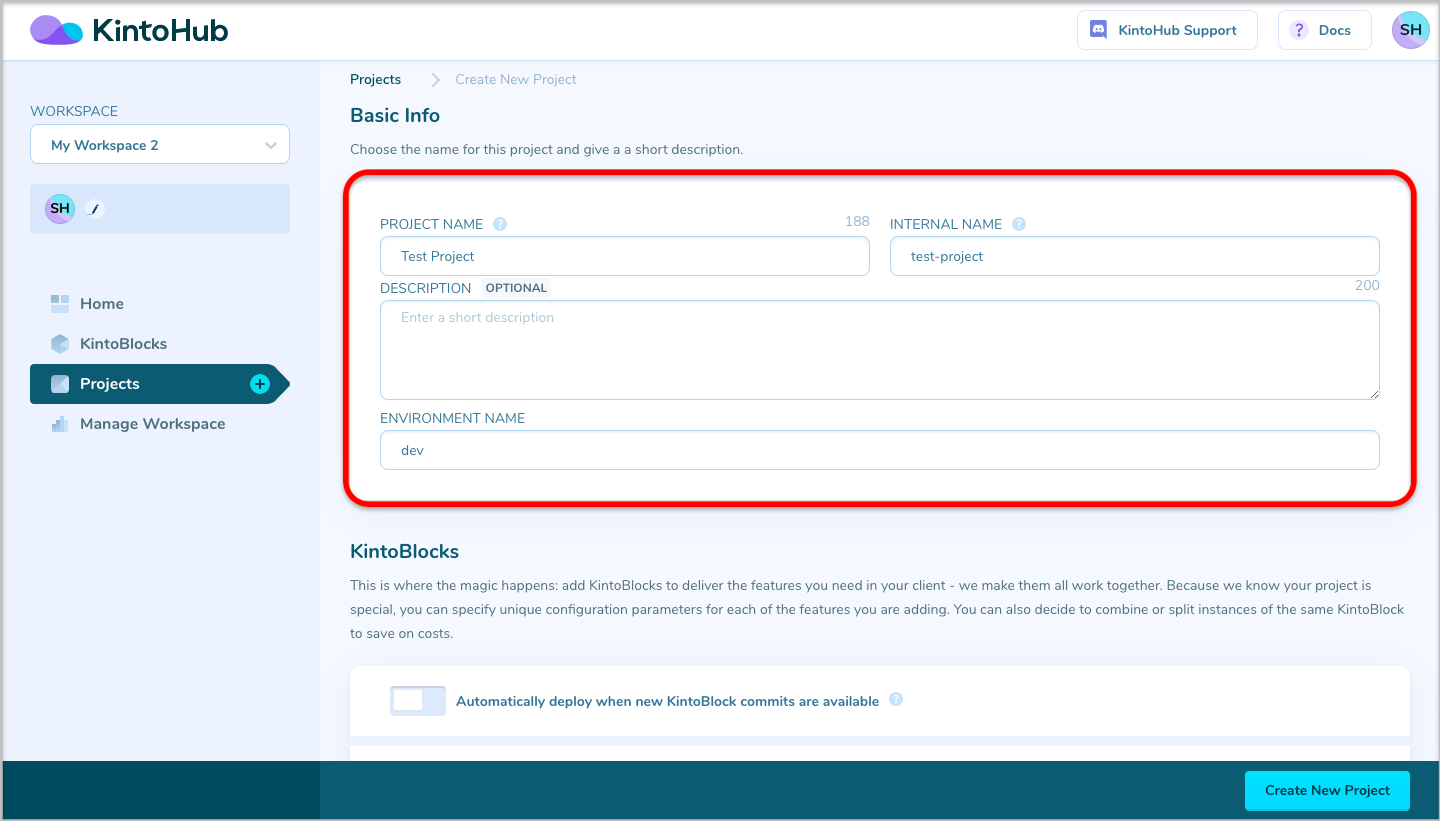 KintoHub
KintoHub Support
? Docs
SH
WORKSPACE
My Workspace 2
SH
Home
KintoBlocks
Projects +
Manage Workspace
Projects > Create New Project
Basic Info
Choose the name for this project and give a a short description.
PROJECT NAME ? 188
Test Project
INTERNAL NAME ?
test-project
DESCRIPTION OPTIONAL 200
Enter a short description
ENVIRONMENT NAME
dev
KintoBlocks
This is where the magic happens: add KintoBlocks to deliver the features you need in your client - we make them all work together. Because we know your project is
special, you can specify unique configuration parameters for each of the features you are adding. You can also decide to combine or split instances of the same KintoBlock
to save on costs.
Automatically deploy when new KintoBlock commits are available ?
Create New Project